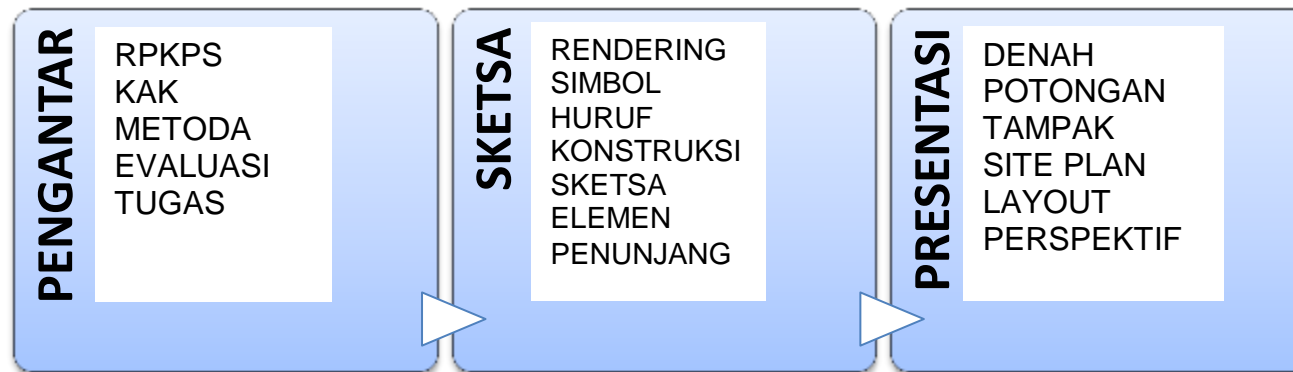 PENGANTAR
RPKPS
KAK
METODA
EVALUASI
TUGAS
SKETSA
RENDERING
SIMBOL
HURUF
KONSTRUKSI
SKETSA
ELEMEN
PENUNJANG
PRESENTASI
DENAH
POTONGAN
TAMPAK
SITE PLAN
LAYOUT
PERSPEKTIF